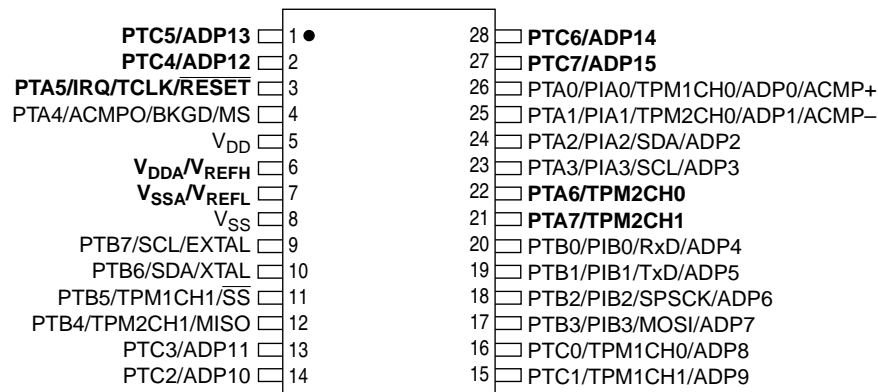 PTC5/ADP13 1 28 PTC6/ADP14
PTC4/ADP12 2 27 PTC7/ADP15
PTA5/IRQ/TCLK/RESET 3 26 PTA0/PIA0/TPM1CH0/ADP0/ACMP+
PTA4/ACMPO/BKGD/MS 4 25 PTA1/PIA1/TPM2CH0/ADP1/ACMP–
VDD 5 24 PTA2/PIA2/SDA/ADP2
VDDA/VREFH 6 23 PTA3/PIA3/SCL/ADP3
VSSA/VREFL 7 22 PTA6/TPM2CH0
VSS 8 21 PTA7/TPM2CH1
PTB7/SCL/EXTAL 9 20 PTB0/PIB0/RxD/ADP4
PTB6/SDA/XTAL 10 19 PTB1/PIB1/TxD/ADP5
PTB5/TPM1CH1/SS 11 18 PTB2/PIB2/SPSCK/ADP6
PTB4/TPM2CH1/MISO 12 17 PTB3/PIB3/MOSI/ADP7
PTC3/ADP11 13 16 PTC0/TPM1CH0/ADP8
PTC2/ADP10 14 15 PTC1/TPM1CH1/ADP9